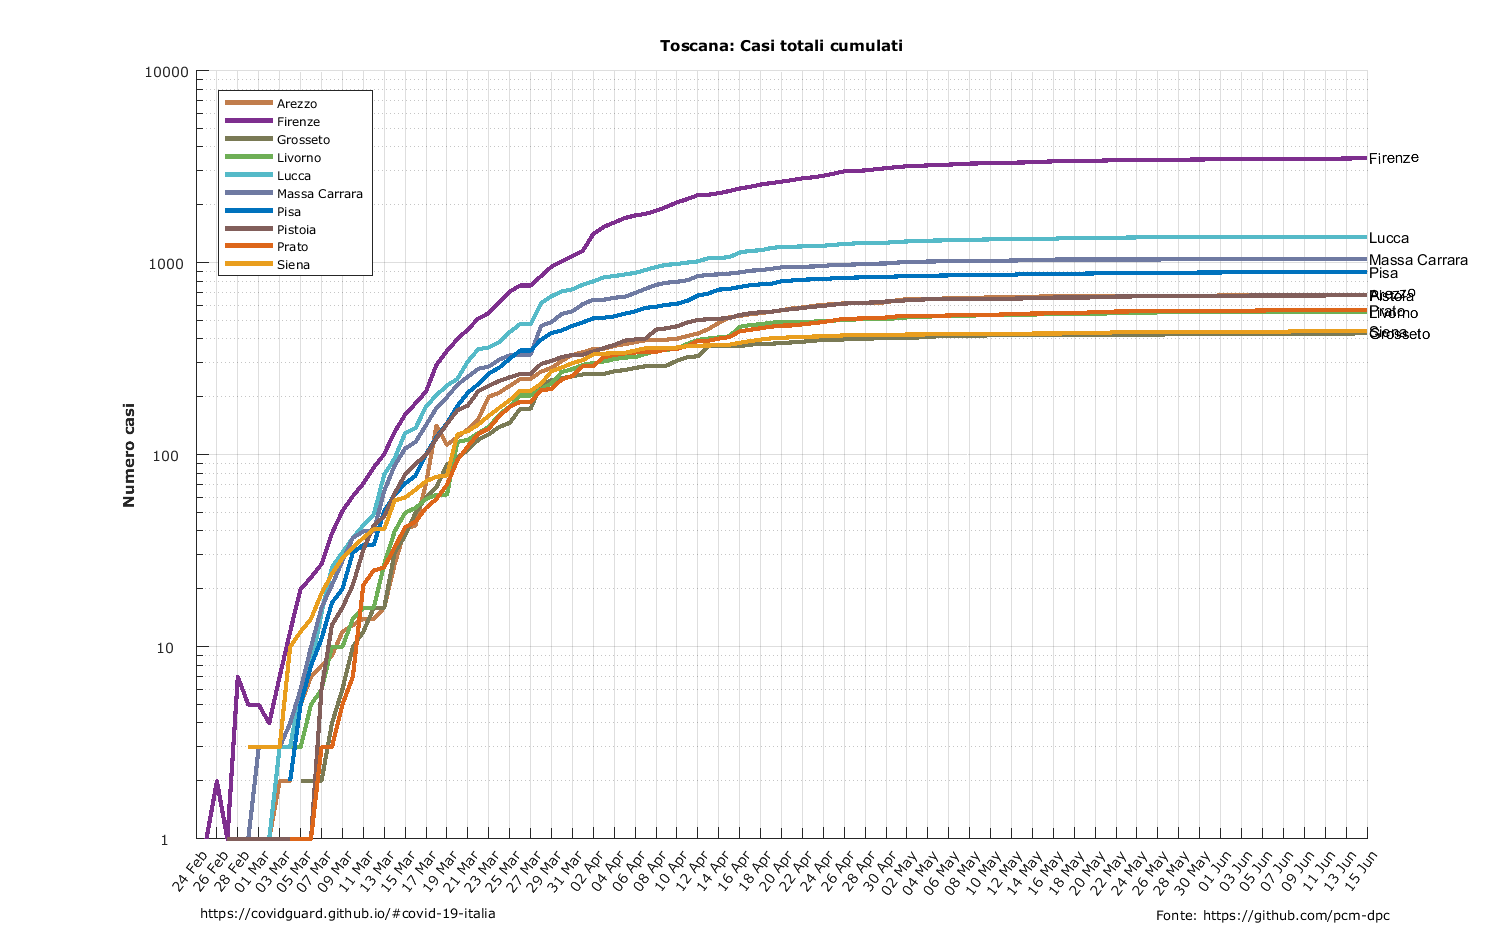 Toscana: Casi totali cumulati
10000
1000
100
10
1
Numero casi
Arezzo
Firenze
Grosseto
Livorno
Lucca
Massa Carrara
Pisa
Pistoia
Prato
Siena
Firenze
Lucca
Massa Carrara
Pisa
Arezzo
Pistoia
Prato
Livorno
Siena
Grosseto
24 Feb
26 Feb
28 Feb
01 Mar
03 Mar
05 Mar
07 Mar
09 Mar
11 Mar
13 Mar
15 Mar
17 Mar
19 Mar
21 Mar
23 Mar
25 Mar
27 Mar
29 Mar
31 Mar
02 Apr
04 Apr
06 Apr
08 Apr
10 Apr
12 Apr
14 Apr
16 Apr
18 Apr
20 Apr
22 Apr
24 Apr
26 Apr
28 Apr
30 Apr
02 May
04 May
06 May
08 May
10 May
12 May
14 May
16 May
18 May
20 May
22 May
24 May
26 May
28 May
30 May
01 Jun
03 Jun
05 Jun
07 Jun
09 Jun
11 Jun
13 Jun
15 Jun
https://covidguard.github.io/#covid-19-italia
Fonte: https://github.com/pcm-dpc